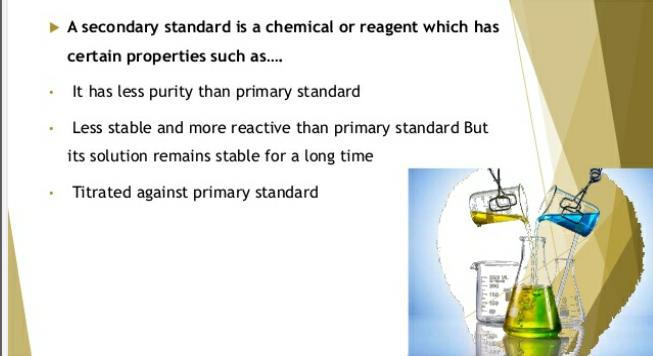 A secondary standard is a chemical or reagent which has
certain properties such as....
It has less purity than primary standard
Less stable and more reactive than primary standard But
its solution remains stable for a long time
Titrated against primary standard